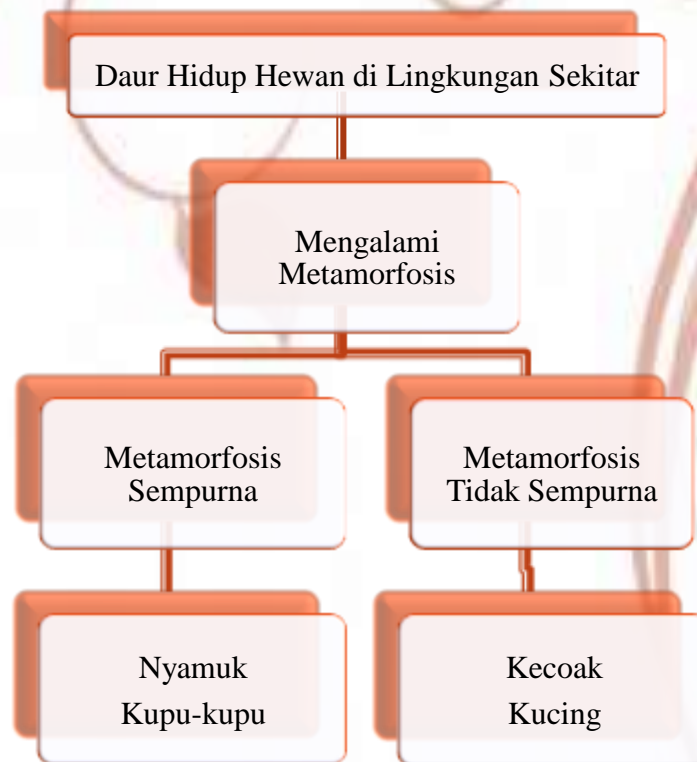 Daur Hidup Hewan di Lingkungan Sekitar
Mengalami
Metamorfosis
Metamorfosis
Sempurna
Metamorfosis
Tidak Sempurna
Nyamuk
Kupu-kupu
Kecoak
Kucing